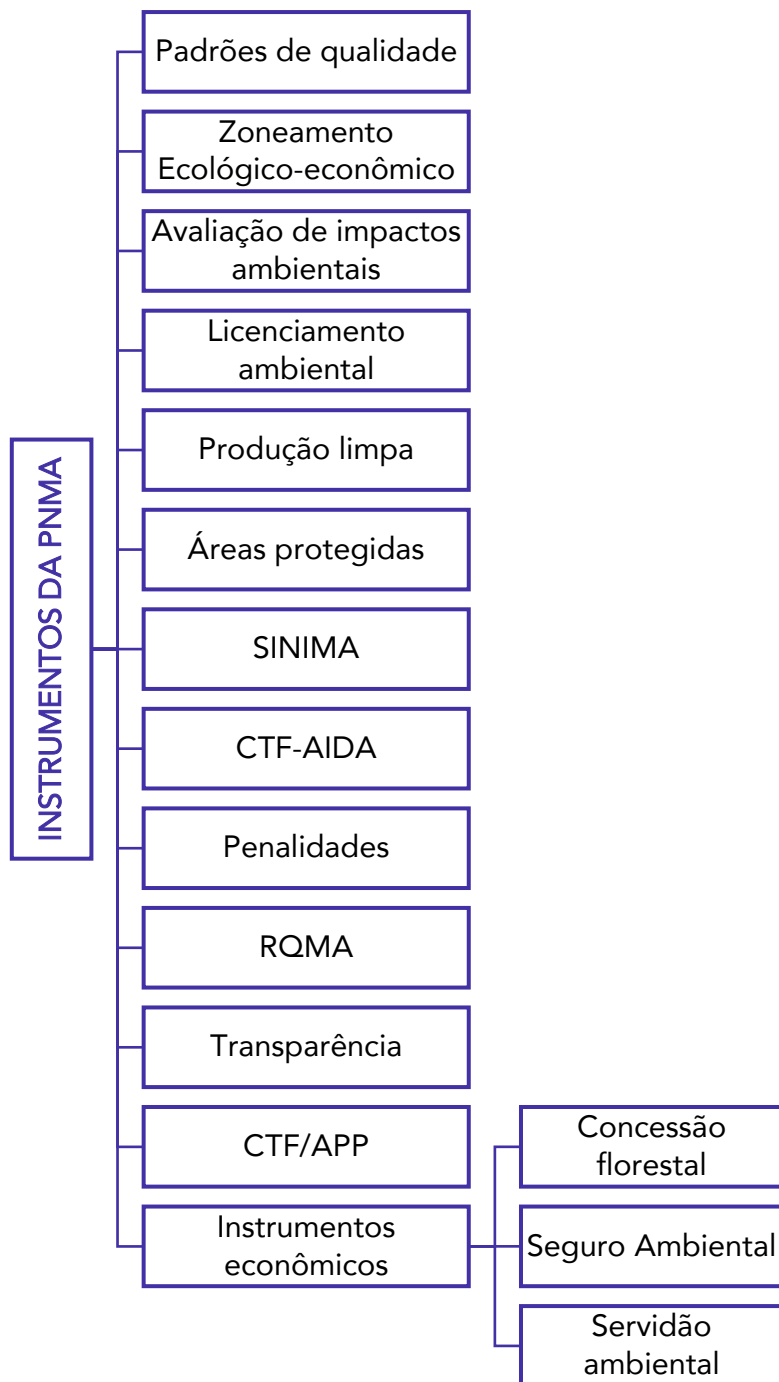 INSTRUMENTOS DA PNMA
Padrões de qualidade
Zoneamento
Ecológico-econômico
Avaliação de impactos
ambientais
Licenciamento
ambiental
Produção limpa
Áreas protegidas
SINIMA
CTF-AIDA
Penalidades
RQMA
Transparência
CTF/APP
Instrumentos
econômicos
Concessão
florestal
Seguro Ambiental
Servidão
ambiental